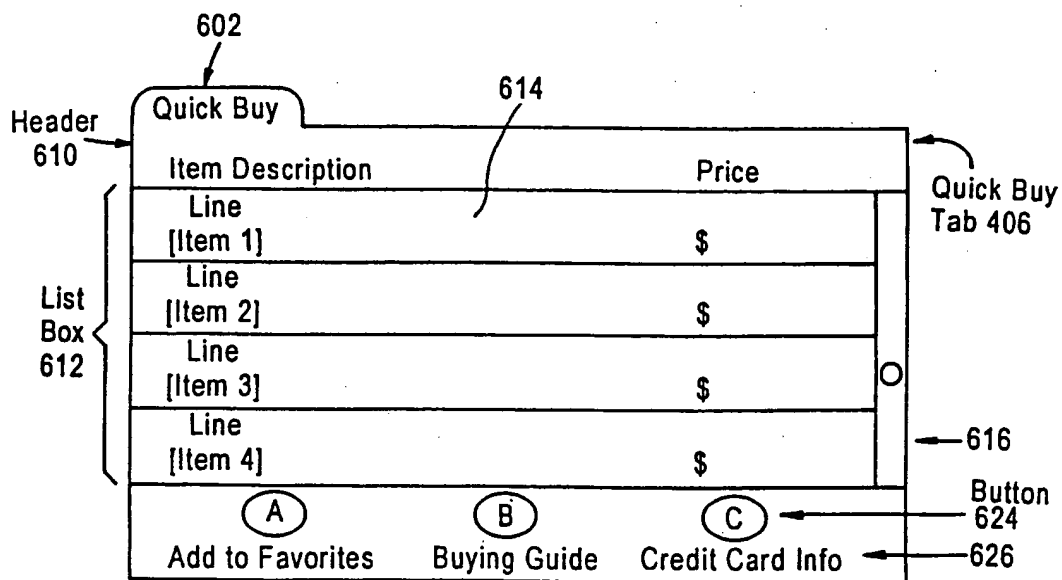 602
Quick Buy
614
Header
610
Item Description Price
Quick Buy
Tab 406
List
Box
612
Line
[Item 1] $
Line
[Item 2] $
Line
[Item 3] $
Line
[Item 4] $
616
A B C
Button
624
Add to Favorites Buying Guide Credit Card Info
626